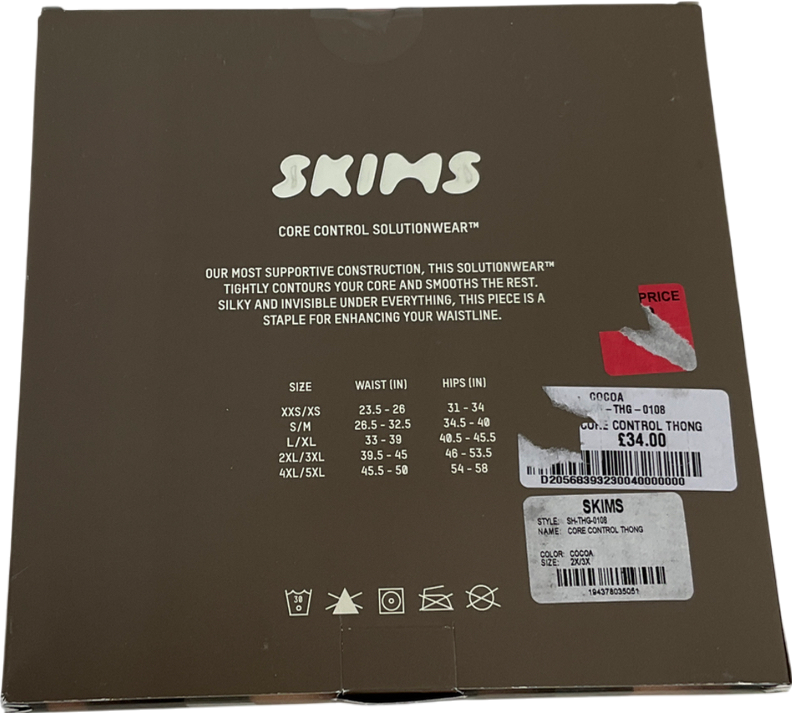 SKIMS
CORE CONTROL SOLUTIONWEAR™
OUR MOST SUPPORTIVE CONSTRUCTION, THIS SOLUTIONWEAR™
TIGHTLY CONTOURS YOUR CORE AND SMOOTHS THE REST.
SILKY AND INVISIBLE UNDER EVERYTHING, THIS PIECE IS A
STAPLE FOR ENHANCING YOUR WAISTLINE.
PRICE
SIZE WAIST (IN) HIPS (IN)
XXS/XS 23.5 - 26 31 - 34
S/M 26.5 - 32.5 34.5 - 40
L/XL 33 - 39 40.5 - 45.5
2XL/3XL 39.5 - 45 46 - 53.5
4XL/5XL 45.5 - 50 54 - 58
COCOA
-THG-0108
CORE CONTROL THONG
£34.00
D20568393230040000000
SKIMS
STYLE: SH-THG-0108
NAME: CORE CONTROL THONG
COLOR: COCOA
SIZE: 2X/3X
194378035051
30